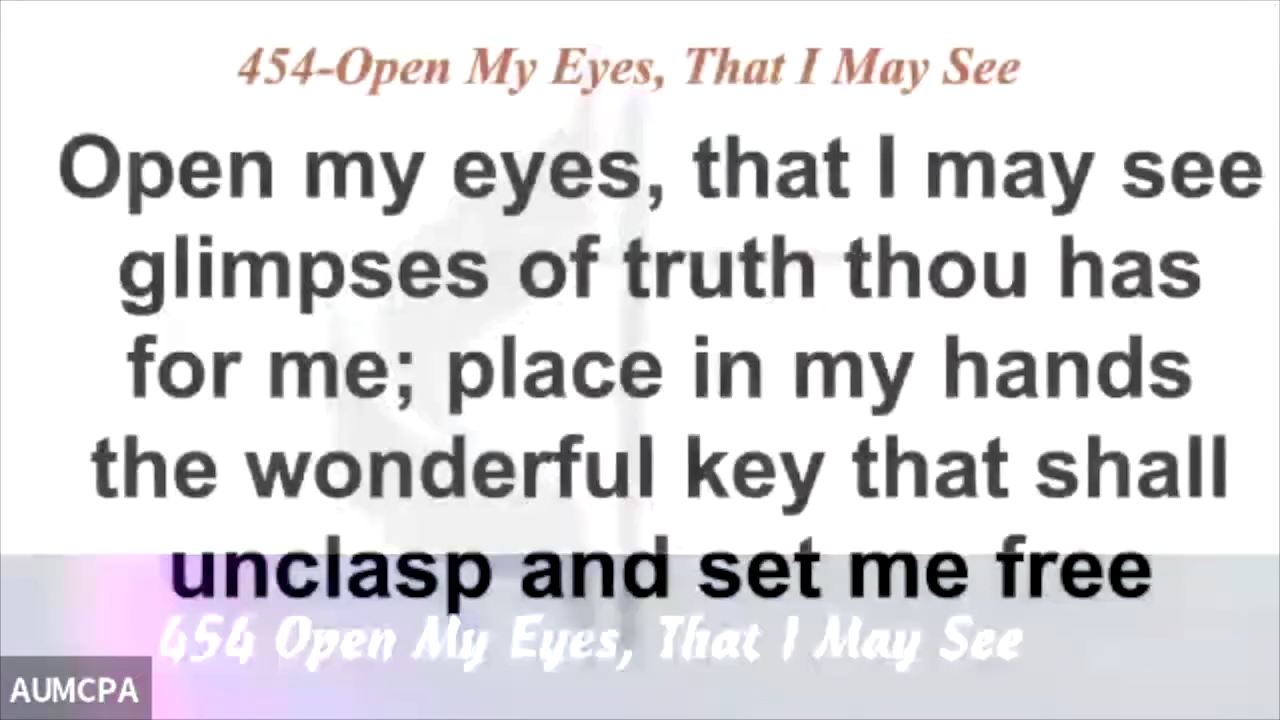 454-Open My Eyes, That I May See
Open my eyes, that I may see
glimpses of truth thou has
for me; place in my hands
the wonderful key that shall
unclasp and set me free
454 Open My Eyes, That I May See
AUMCPA